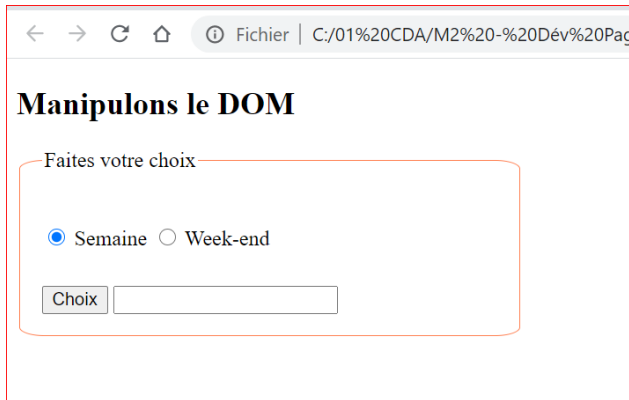 Fichier | C:/01%20CDA/M2%20-%20Dév%20Pag
Manipulons le DOM
Faites votre choix
Semaine Week-end
Choix